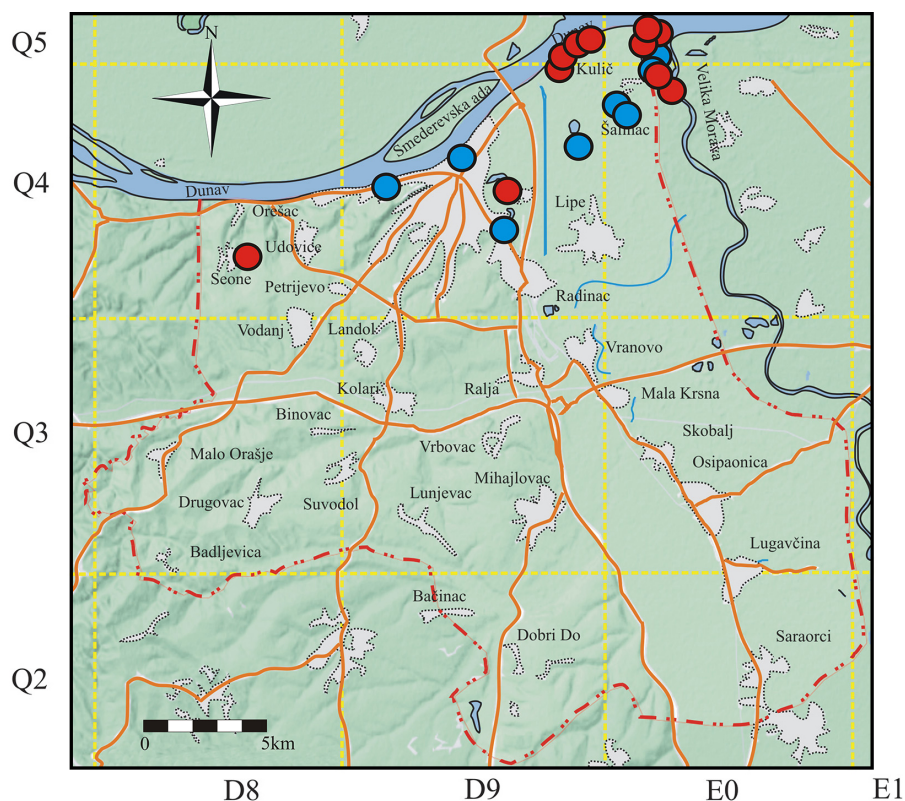 Q5
N
Dunav
Kulič
Velika Morava
Smederevska ada
Šalinac
Q4
Dunav
Orešac
Lipe
Udovice
Seone
Petrijevo
Radinac
Vodanj
Landol
Vranovo
Kolari
Ralja
Mala Krsna
Binovac
Q3
Vrbovac
Skobalj
Malo Orašje
Osipaonica
Mihajlovac
Drugovac
Suvodol
Lunjevac
Badljevica
Lugavčina
Bačinac
Dobri Do
Saraorci
Q2
0
5km
D8
D9
E0
E1